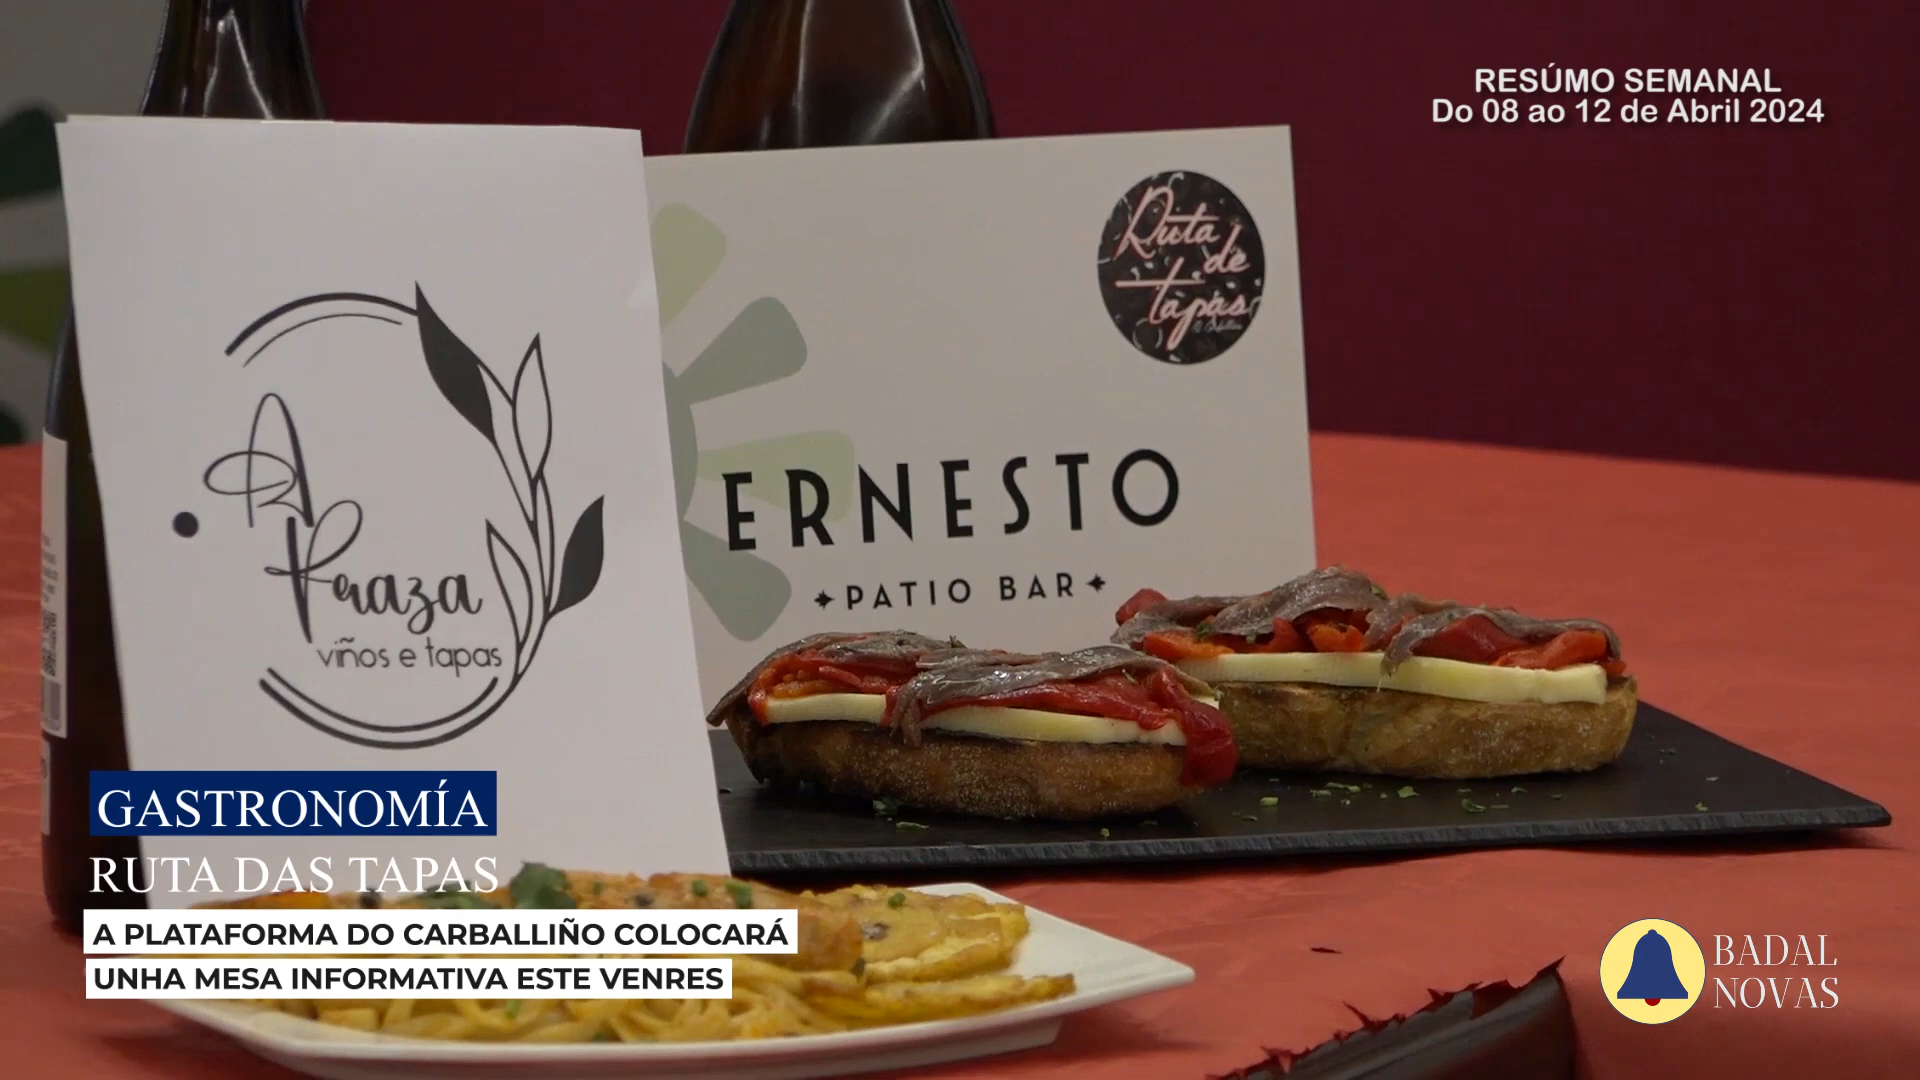 RESÚMO SEMANAL
Do 08 ao 12 de Abril 2024
Ruta
de
tapas
A
Peraza
viños e tapas
ERNESTO
PATIO BAR
GASTRONOMÍA
RUTA DAS TAPAS
A PLATAFORMA DO CARBALLIÑO COLOCARÁ
UNHA MESA INFORMATIVA ESTE VENRES
BADAL
NOVAS